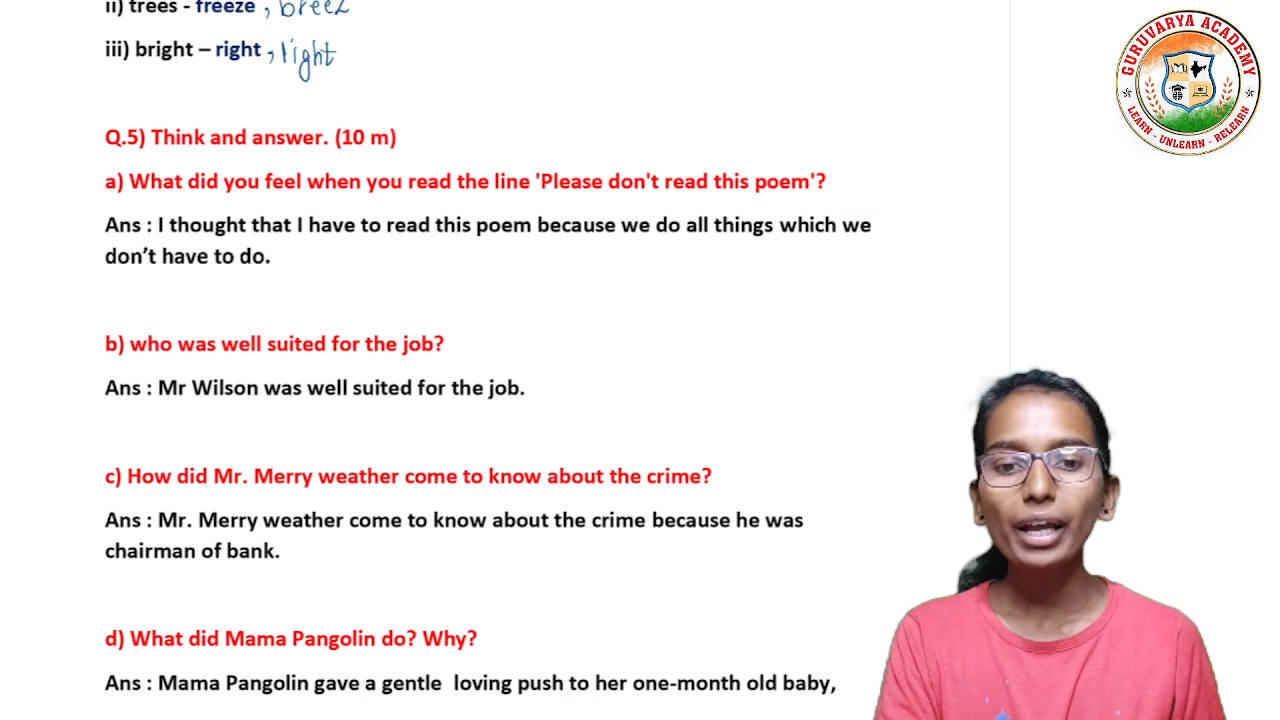 ii) trees - freeze , breez
iii) bright – right , light
Q.5) Think and answer. (10 m)
a) What did you feel when you read the line 'Please don't read this poem'?
Ans : I thought that I have to read this poem because we do all things which we
don’t have to do.
b) who was well suited for the job?
Ans : Mr Wilson was well suited for the job.
c) How did Mr. Merry weather come to know about the crime?
Ans : Mr. Merry weather come to know about the crime because he was
chairman of bank.
d) What did Mama Pangolin do? Why?
Ans : Mama Pangolin gave a gentle  loving push to her one-month old baby,
GURUVARYA ACADEMY
LEARN - UNLEARN - RELEARN